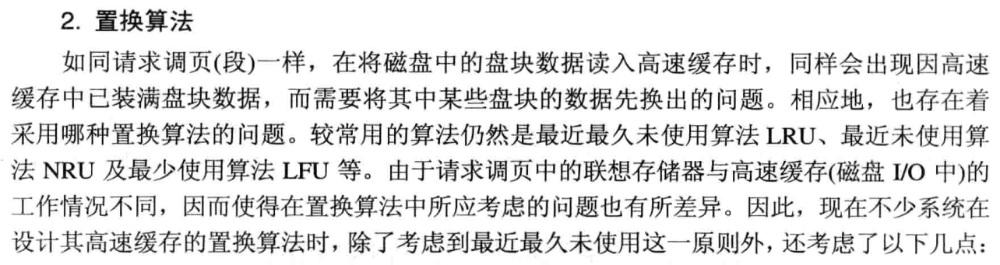 2. 置换算法
如同请求调页(段)一样，在将磁盘中的盘块数据读入高速缓存时，同样会出现因高速
缓存中已装满盘块数据，而需要将其中某些盘块的数据先换出的问题。相应地，也存在着
采用哪种置换算法的问题。较常用的算法仍然是最近最久未使用算法 LRU、最近未使用算
法 NRU 及最少使用算法 LFU 等。由于请求调页中的联想存储器与高速缓存(磁盘 I/O 中)的
工作情况不同，因而使得在置换算法中所应考虑的问题也有所差异。因此，现在不少系统在
设计其高速缓存的置换算法时，除了考虑到最近最久未使用这一原则外，还考虑了以下几点：